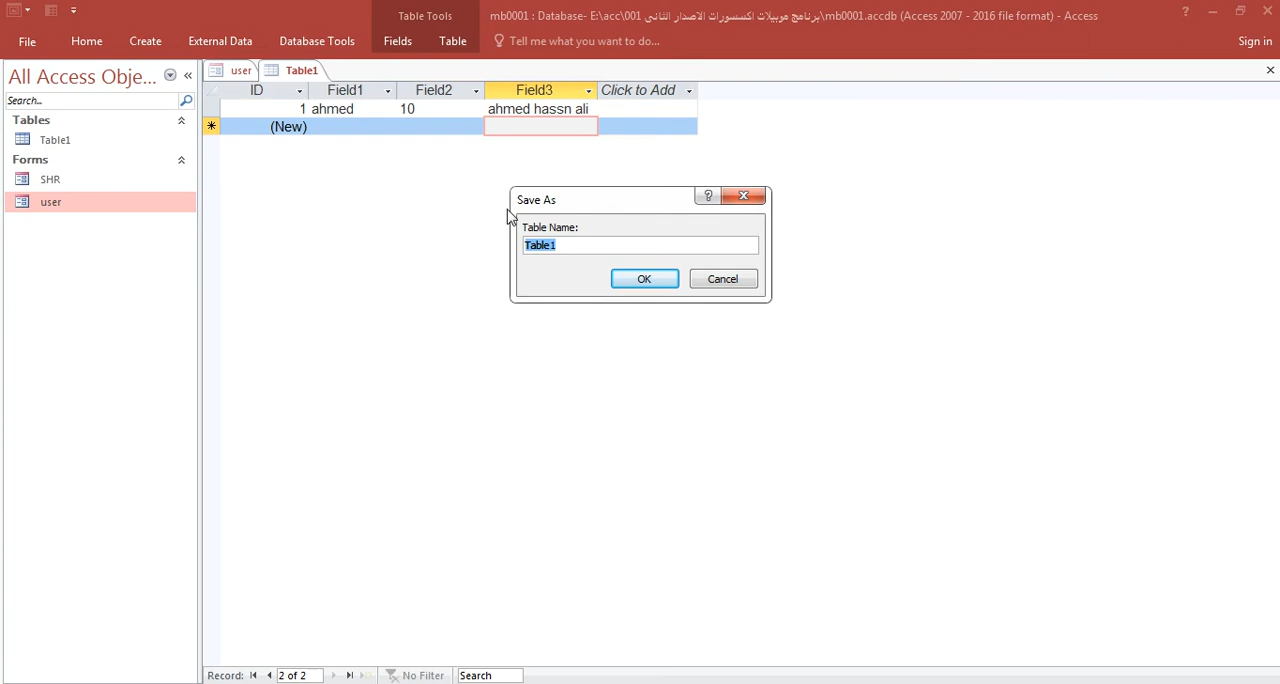 Table Tools
mb0001 : Database- E:\acc\001 برنامج موبيلات اكسسورات الاصدار الثانى\mb0001.accdb (Access 2007 - 2016 file format) - Access
?
File Home Create External Data Database Tools Fields Table Tell me what you want to do... Sign in
All Access Obje... «
user Table1
ID Field1 Field2 Field3 Click to Add
Search...
1 ahmed 10 ahmed hassn ali
Tables
* (New)
Table1
Forms
SHR
user
Save As ?
Table Name:
Table1
OK Cancel
Record: 2 of 2 No Filter Search